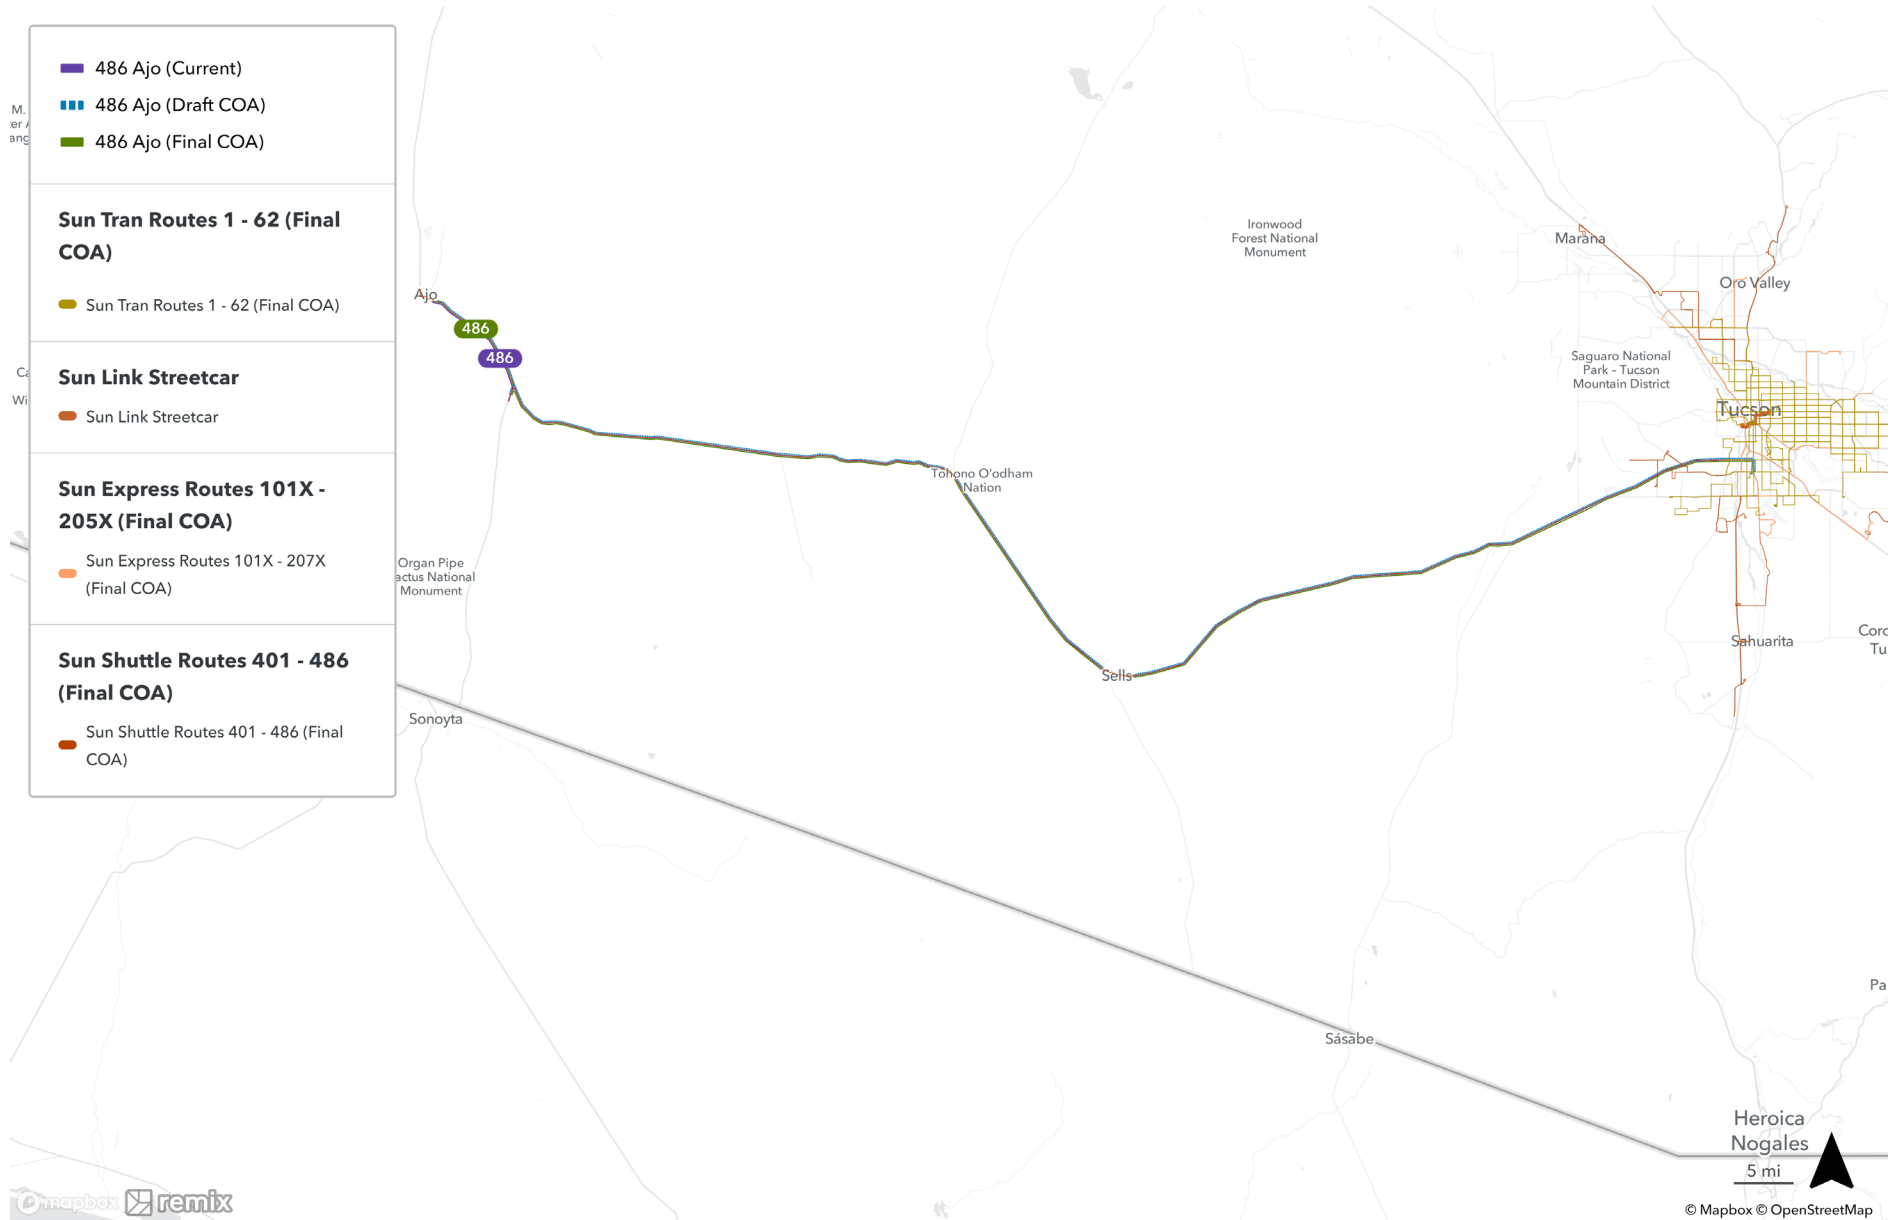 486 Ajo (Current)
486 Ajo (Draft COA)
486 Ajo (Final COA)
Sun Tran Routes 1 - 62 (Final
COA)
Sun Tran Routes 1 - 62 (Final COA)
Sun Link Streetcar
Sun Link Streetcar
Sun Express Routes 101X -
205X (Final COA)
Sun Express Routes 101X - 207X
(Final COA)
Sun Shuttle Routes 401 - 486
(Final COA)
Sun Shuttle Routes 401 - 486 (Final
COA)
M.
Ajo
486
486
Ironwood
Forest National
Monument
Marana
Oro Valley
Saguaro National
Park – Tucson
Mountain District
Tucson
Tohono O'odham
Nation
Organ Pipe
actus National
Monument
Sells
Sahuarita
Sonoyta
Sásabe
Heroica
Nogales
5 mi
mapbox
remix
© Mapbox © OpenStreetMap